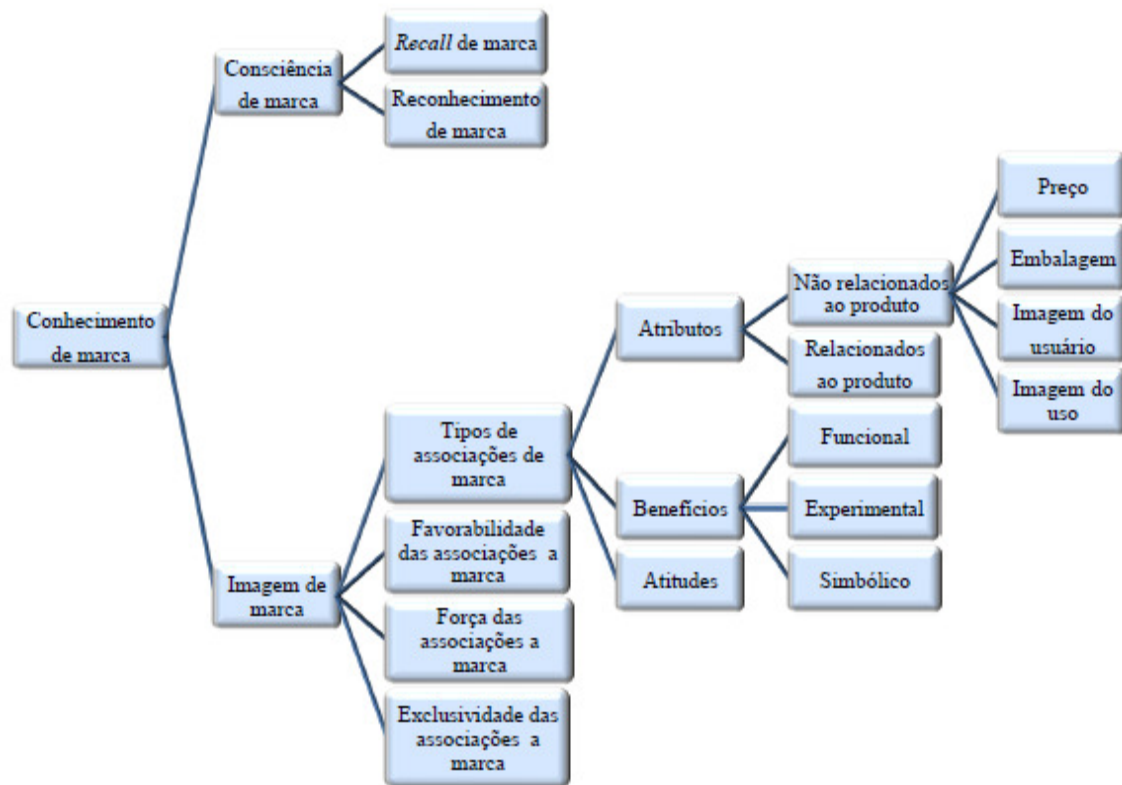 Recall de marca
Consciência
de marca
Reconhecimento
de marca
Preço
Embalagem
Não relacionados
ao produto
Imagem do
usuário
Atributos
Conhecimento
de marca
Relacionados
ao produto
Imagem do
uso
Tipos de
associações de
marca
Funcional
Benefícios
Experimental
Favorabilidade
das associações a
marca
Atitudes
Simbólico
Imagem de
marca
Força das
associações a
marca
Exclusividade das
associações a
marca